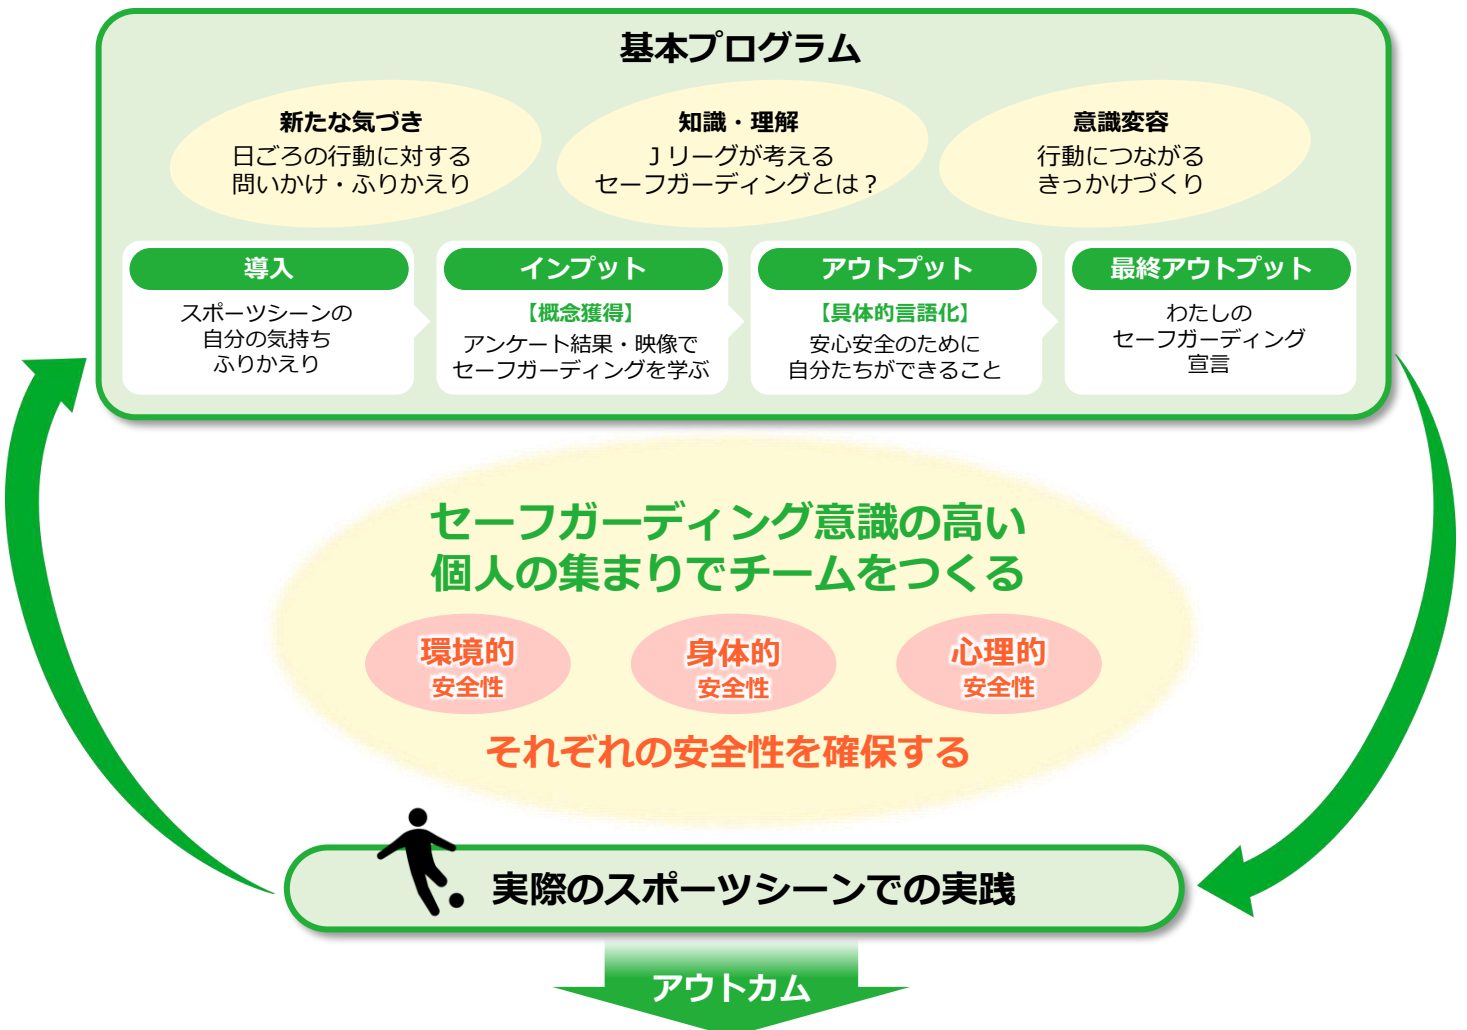 基本プログラム
新たな気づき
日ごろの行動に対する
問いかけ・ふりかえり
知識・理解
Ｊリーグが考える
セーフガーディングとは？
意識変容
行動につながる
きっかけづくり
導入
スポーツシーンの
自分の気持ち
ふりかえり
インプット
【概念獲得】
アンケート結果・映像で
セーフガーディングを学ぶ
アウトプット
【具体的言語化】
安心安全のために
自分たちができること
最終アウトプット
わたしの
セーフガーディング
宣言
セーフガーディング意識の高い
個人の集まりでチームをつくる
環境的
安全性
身体的
安全性
心理的
安全性
それぞれの安全性を確保する
実際のスポーツシーンでの実践
アウトカム